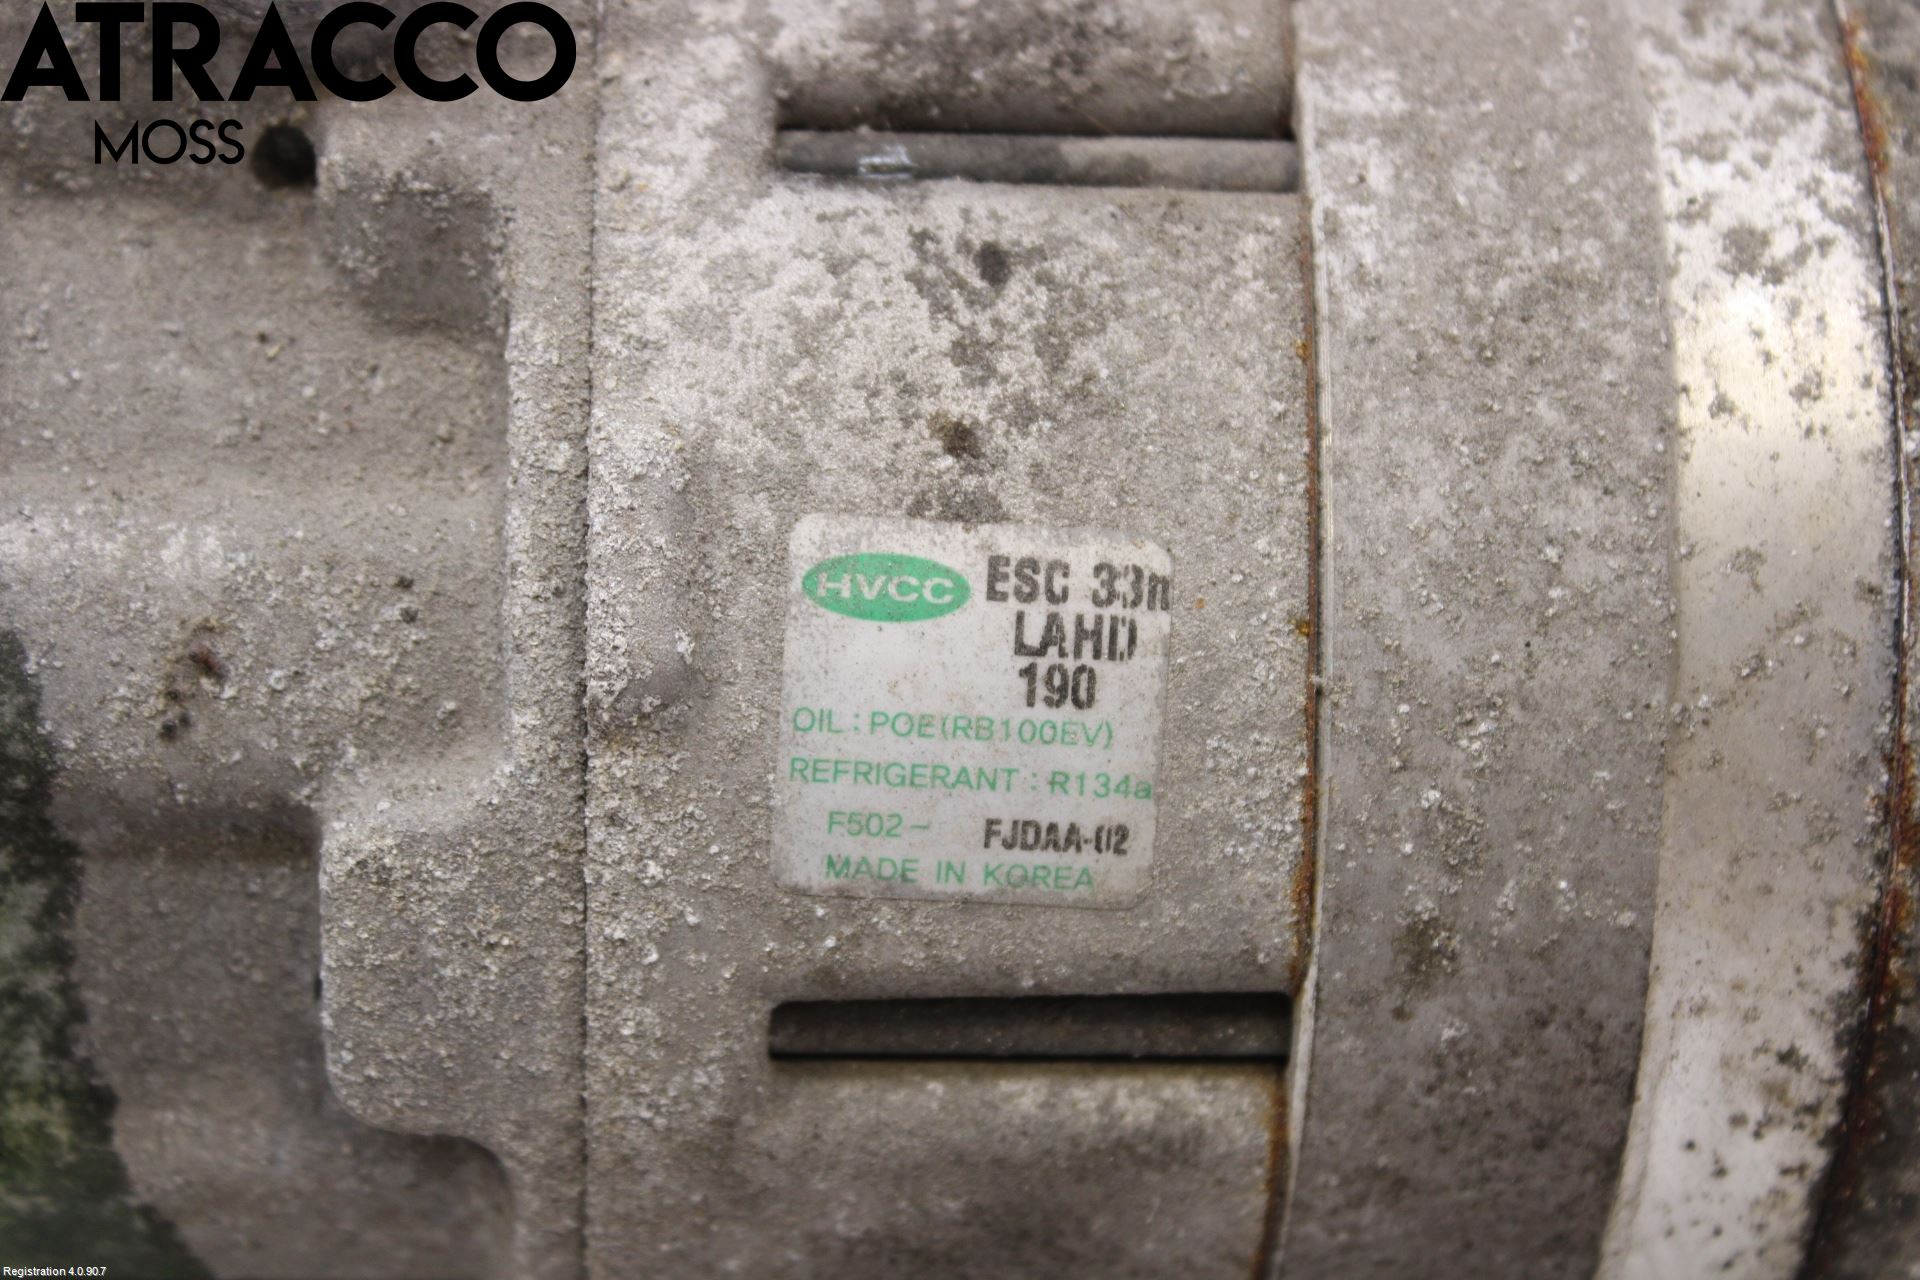 ATRACCO
MOSS
HVCC ESC 33n
LAHD
190
OIL : POE(RB100EV)
REFRIGERANT : R134a
F502- FJDAA-02
MADE IN KOREA
Registration 4.0.90.7